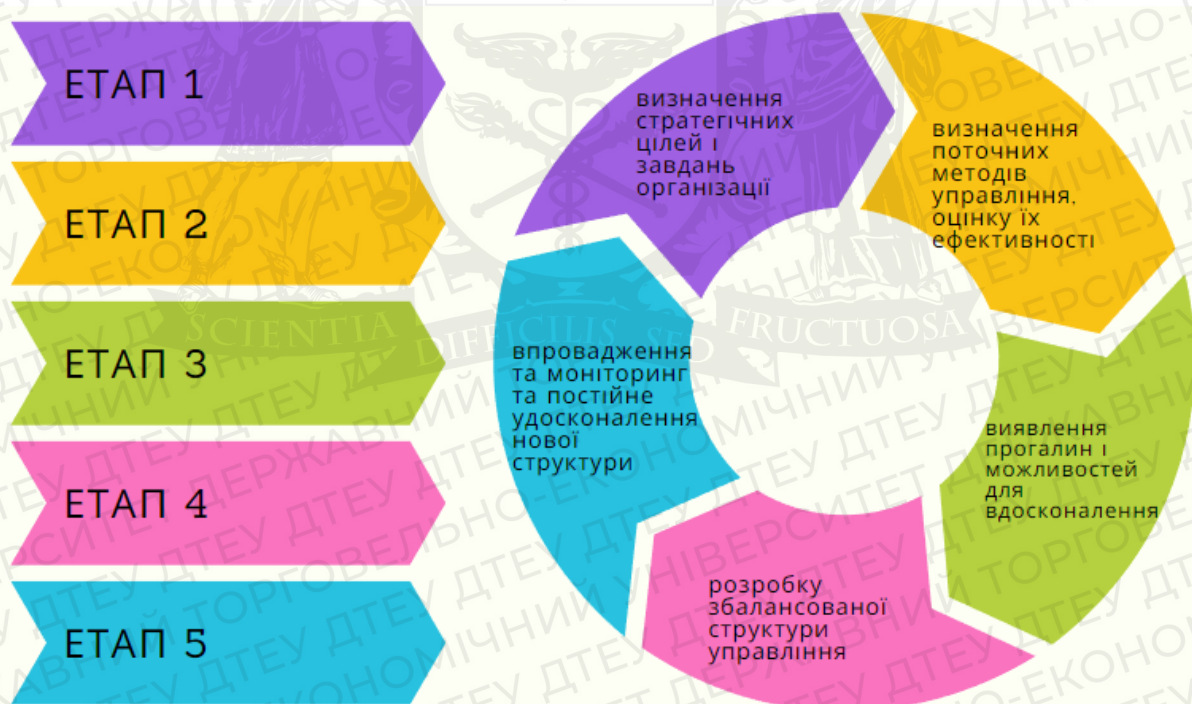 ЕТАП 1
ЕТАП 2
ЕТАП 3
ЕТАП 4
ЕТАП 5
визначення
стратегічних
цілей і
завдань
організації
визначення
поточних
методів
управління,
оцінку їх
ефективності
виявлення
прогалин і
можливостей
для
вдосконалення
розробку
збалансованої
структури
управління
впровадження
та моніторинг
та постійне
удосконалення
нової
структури
SCIENTIA DIFFICILIS SED FRUCTUOSA